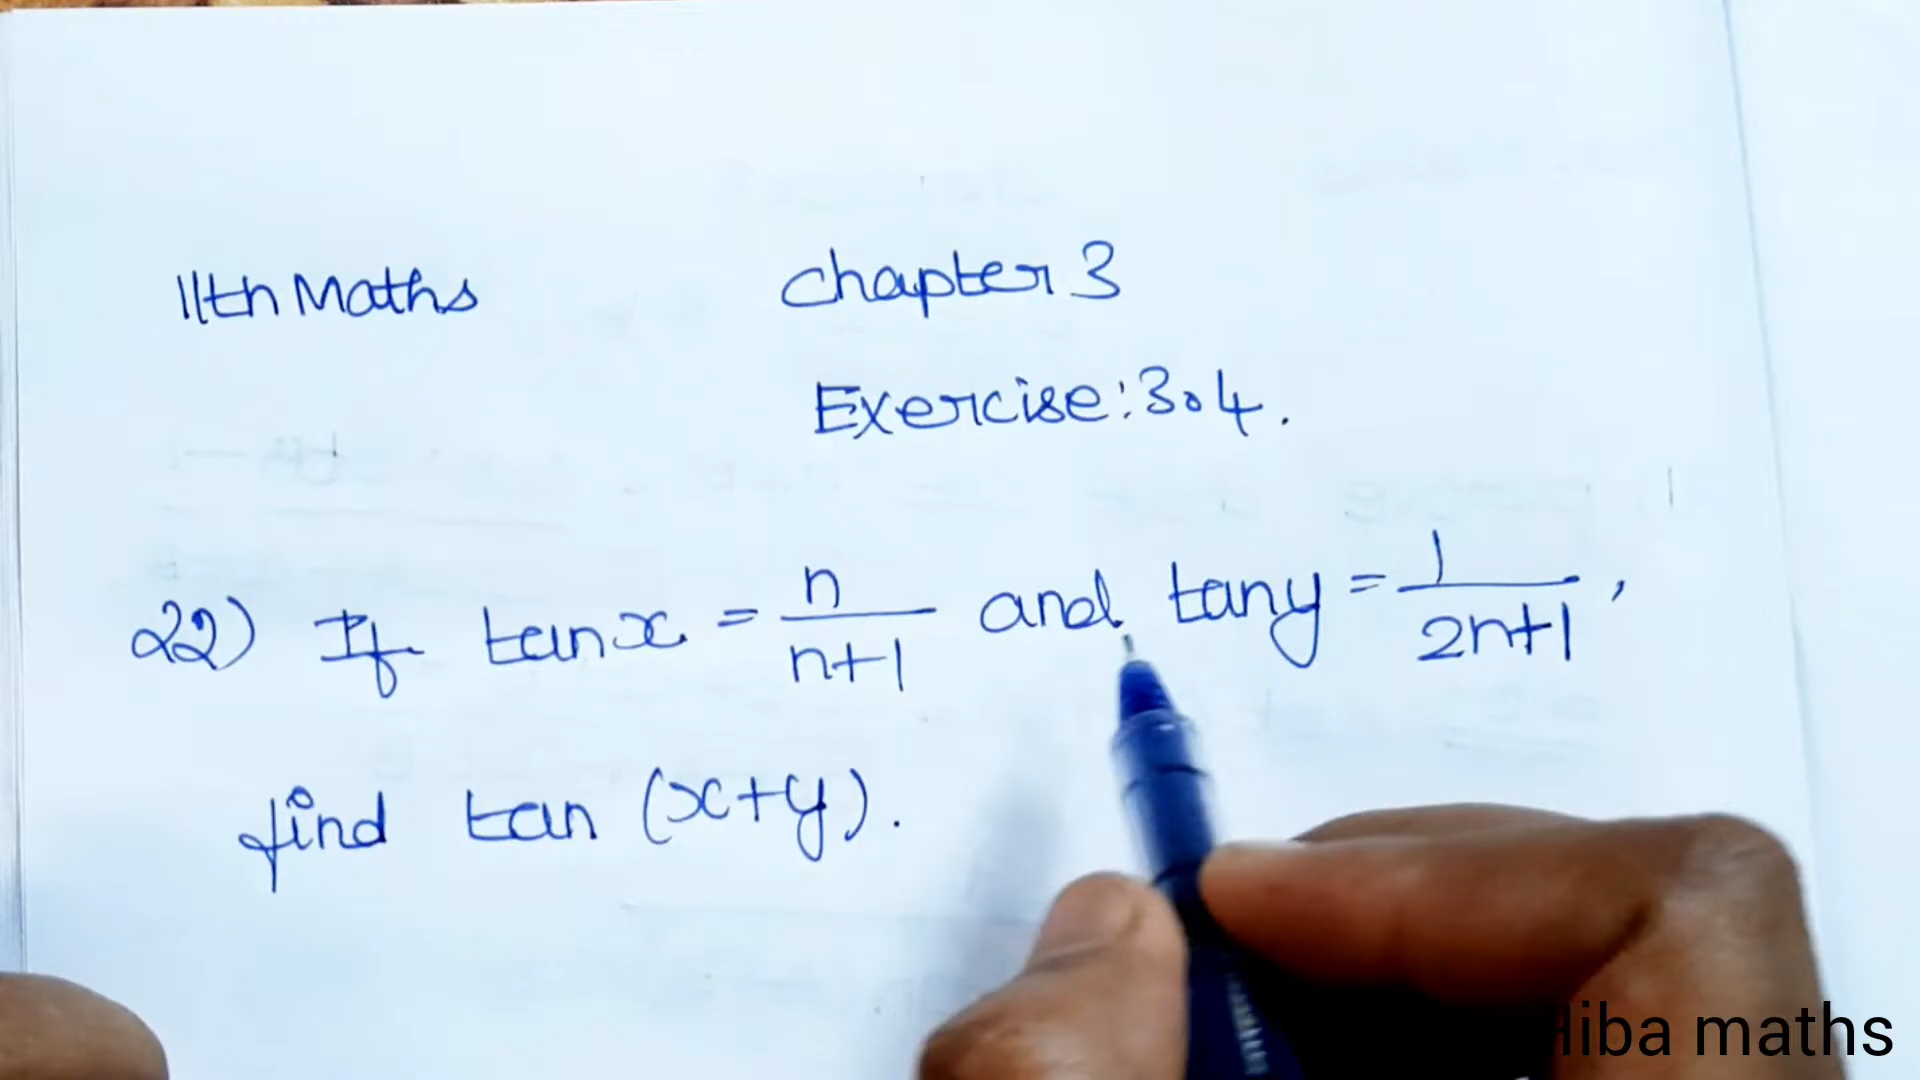 11th Maths Chapter 3
Exercise: 3.4.
22) If tan x = n/(n+1) and tan y = 1/(2n+1),
find tan (x+y).
Hiba maths